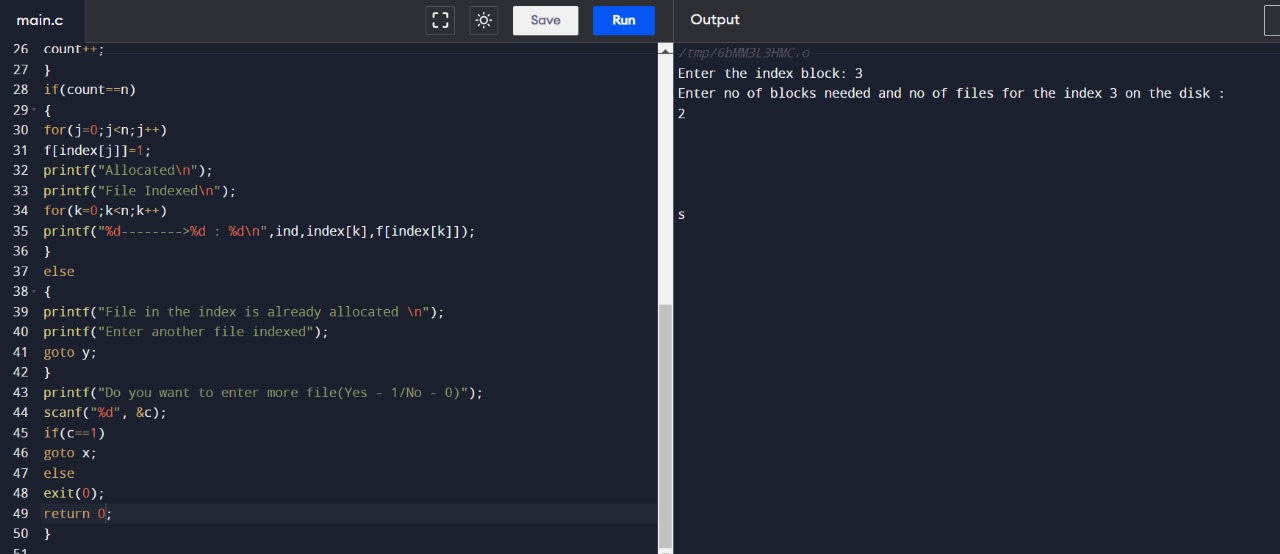 main.c
Save
Run
Output
26 count++;
27 }
28 if(count==n)
29 {
30 for(j=0;j<n;j++)
31 f[index[j]]=1;
32 printf("Allocated\n");
33 printf("File Indexed\n");
34 for(k=0;k<n;k++)
35 printf("%d-------->%d : %d\n",ind,index[k],f[index[k]]);
36 }
37 else
38 {
39 printf("File in the index is already allocated \n");
40 printf("Enter another file indexed");
41 goto y;
42 }
43 printf("Do you want to enter more file(Yes - 1/No - 0)");
44 scanf("%d", &c);
45 if(c==1)
46 goto x;
47 else
48 exit(0);
49 return 0;
50 }
51
/tmp/6bMM3L3HMC.o
Enter the index block: 3
Enter no of blocks needed and no of files for the index 3 on the disk :
2
s